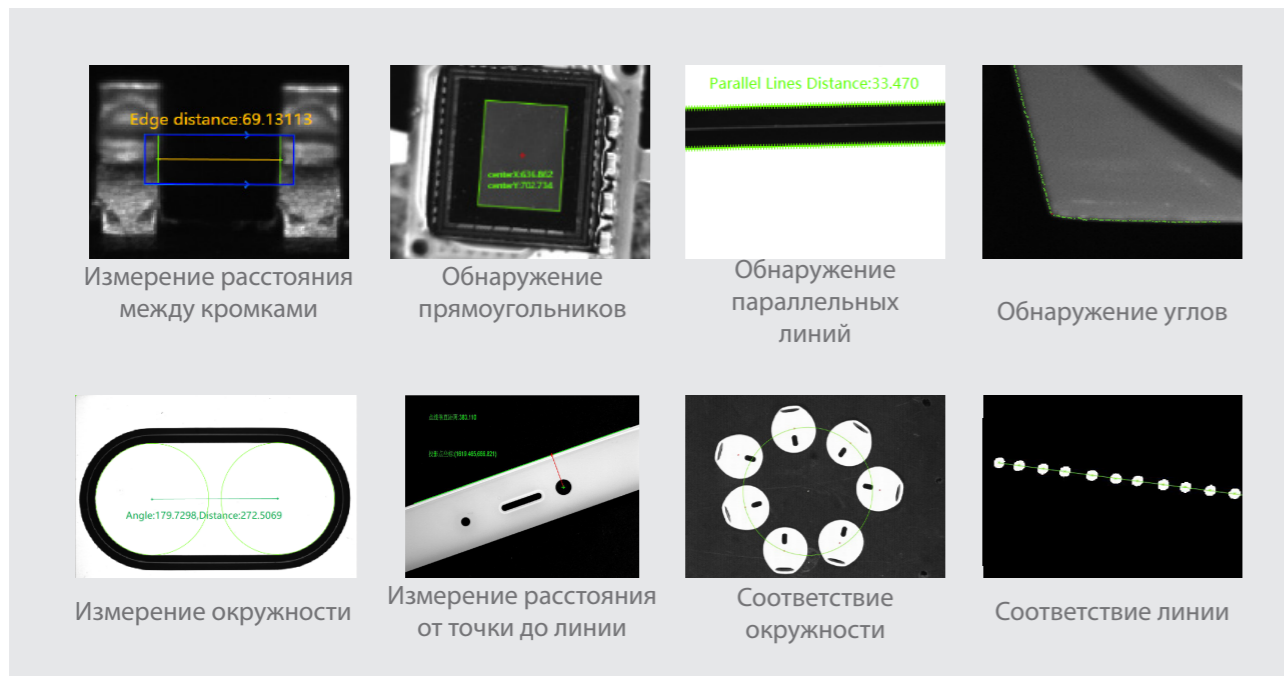 Edge distance:69.13113
centerX:634.862
centerY:702.734
Parallel Lines Distance:33.470
Измерение расстояния
между кромками
Обнаружение
прямоугольников
Обнаружение
параллельных
линий
Обнаружение углов
Angle:179.7298,Distance:272.5069
Измерение окружности
Измерение расстояния
от точки до линии
Соответствие
окружности
Соответствие линии